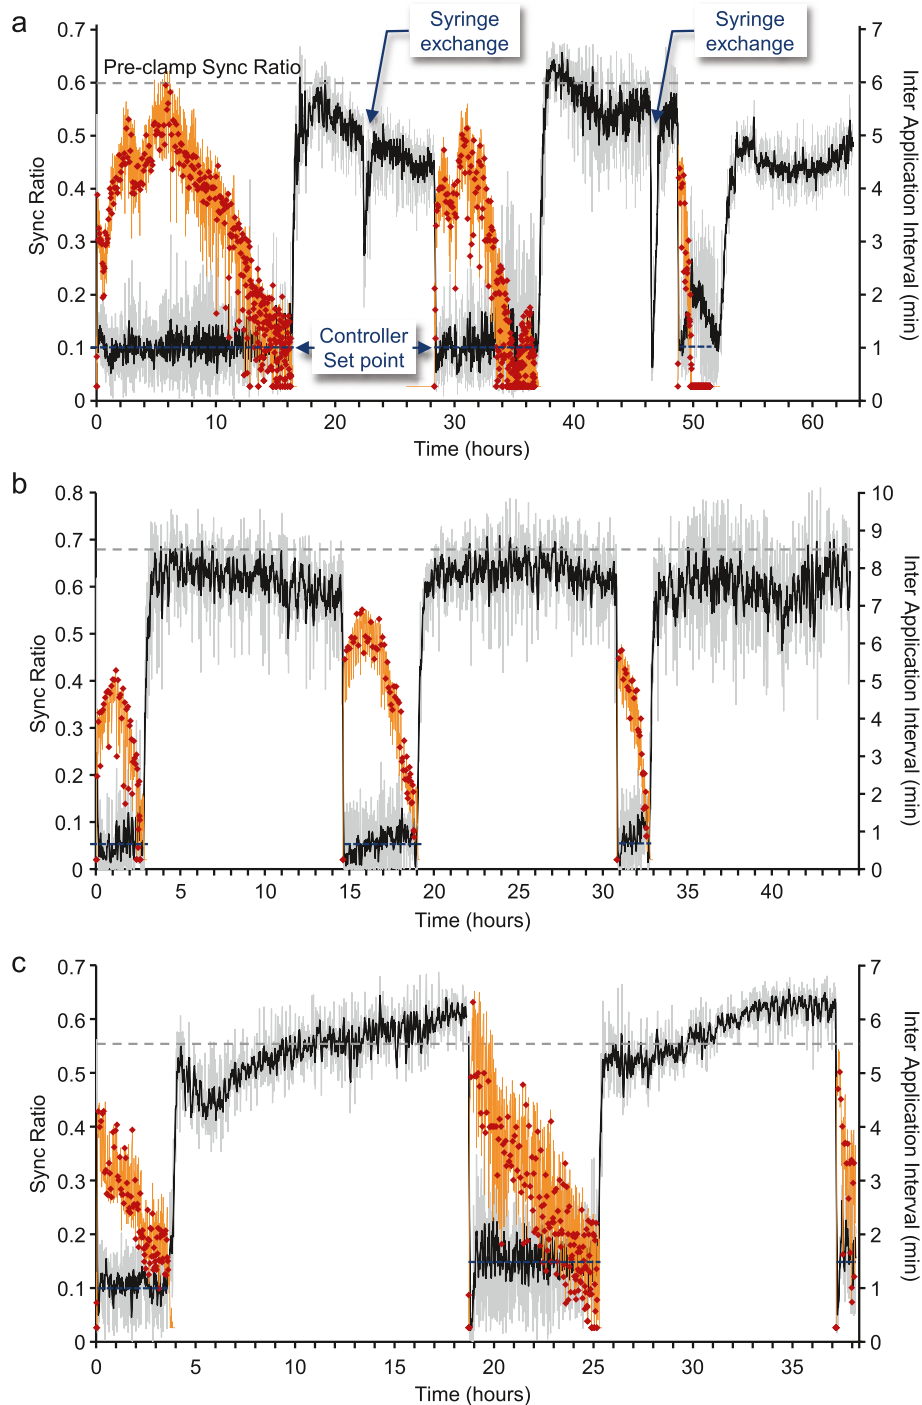 a
Syringe
exchange
Syringe
exchange
Pre-clamp Sync Ratio
Controller
Set point
0.7
0.6
0.5
0.4
0.3
0.2
0.1
0
Sync Ratio
7
6
5
4
3
2
1
0
Inter Application Interval (min)
0 10 20 30 40 50 60
Time (hours)
b
0.8
0.7
0.6
0.5
0.4
0.3
0.2
0.1
0
Sync Ratio
10
9
8
7
6
5
4
3
2
1
0
Inter Application Interval (min)
0 5 10 15 20 25 30 35 40
Time (hours)
c
0.7
0.6
0.5
0.4
0.3
0.2
0.1
0
Sync Ratio
7
6
5
4
3
2
1
0
Inter Application Interval (min)
0 5 10 15 20 25 30 35
Time (hours)